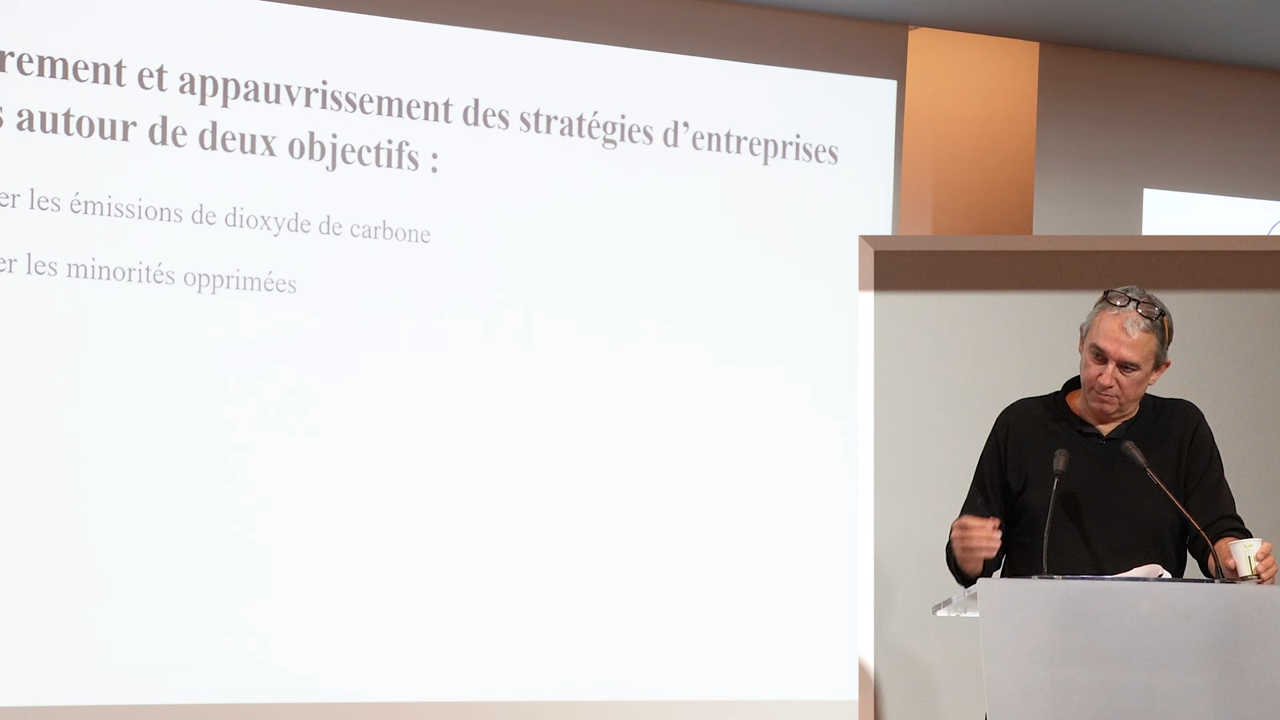 rement et appauvrissement des stratégies d’entreprises
s autour de deux objectifs :
er les émissions de dioxyde de carbone
er les minorités opprimées